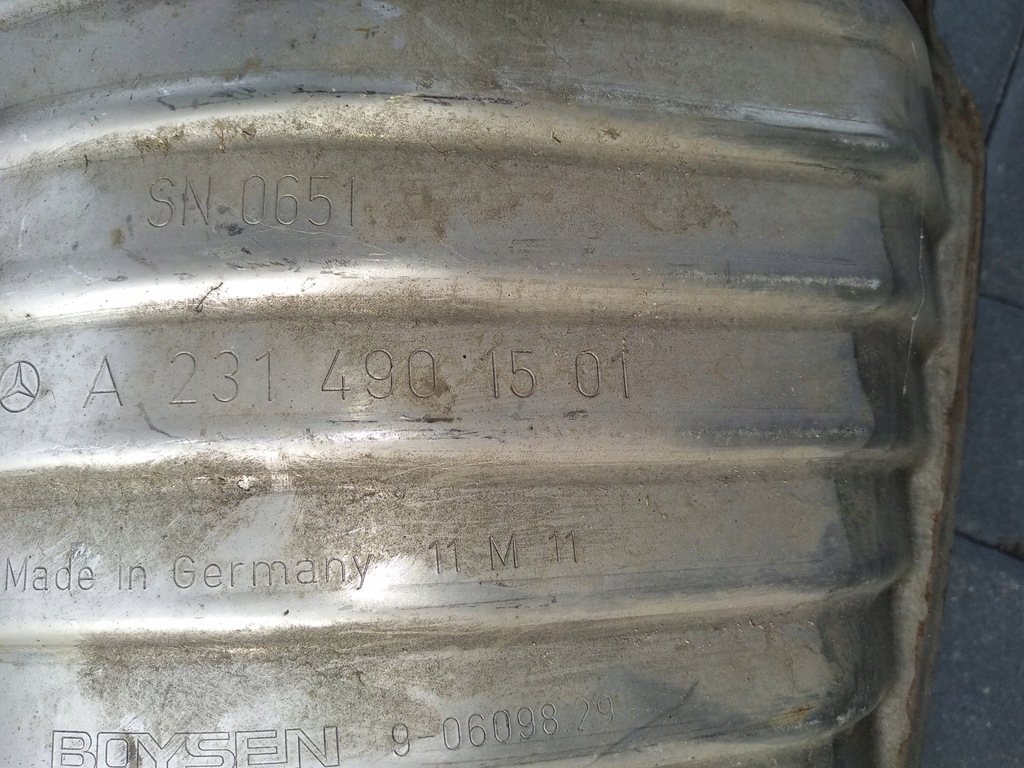 SN 0651
A 231 490 15 01
Made in Germany 11 M 11
BOYSEN 9-06098.29